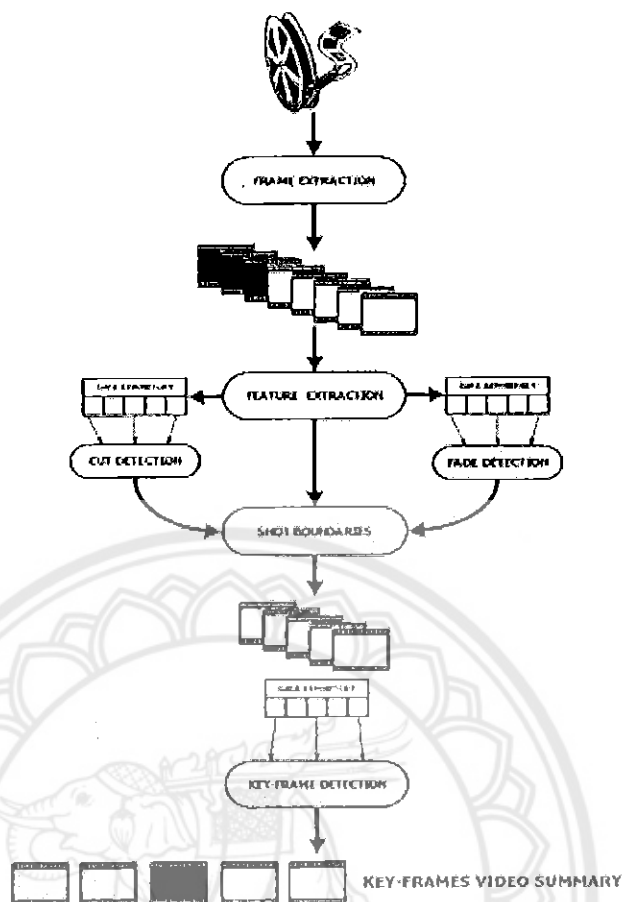 FRAME EXTRACTION
FEATURE EXTRACTION
CUT DETECTION
FADE DETECTION
SHOT BOUNDARIES
KEY-FRAME DETECTION
KEY-FRAMES VIDEO SUMMARY